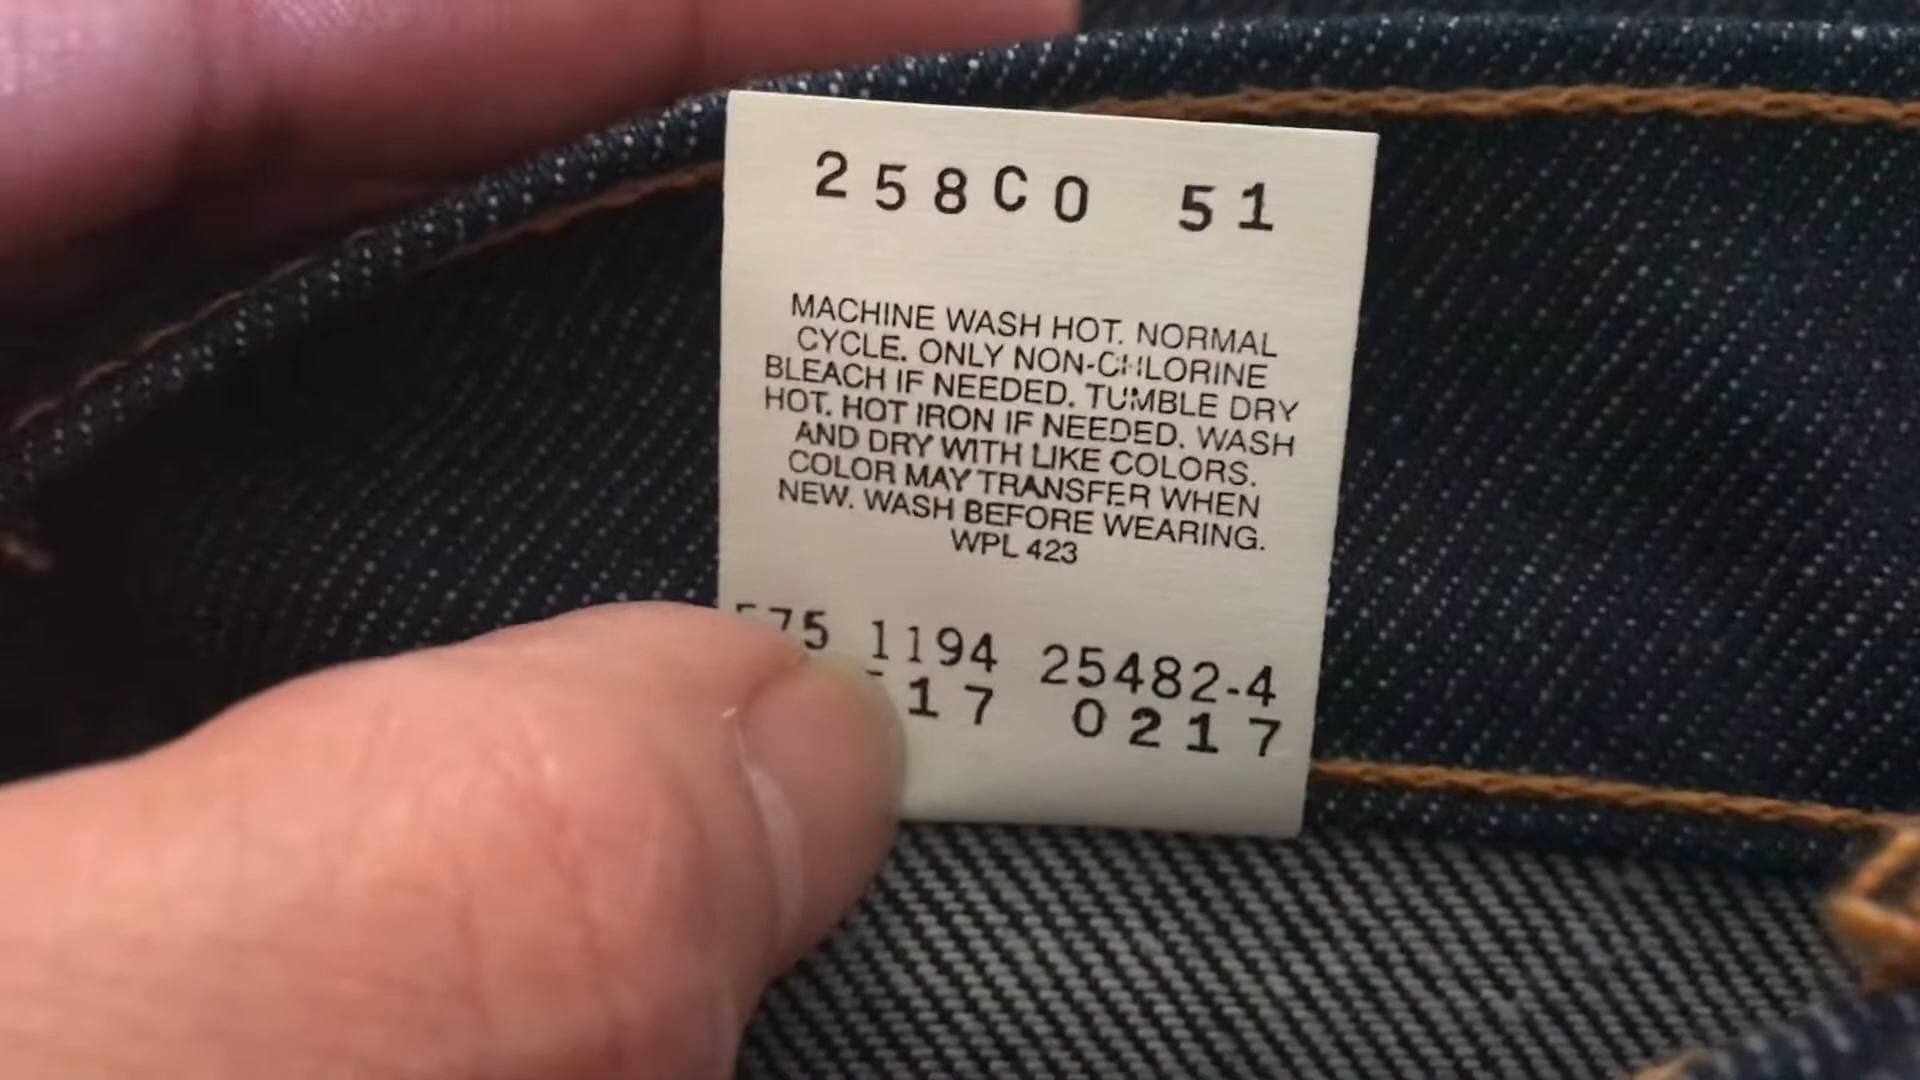 258C0 51
MACHINE WASH HOT. NORMAL
CYCLE. ONLY NON-CHLORINE
BLEACH IF NEEDED. TUMBLE DRY
HOT. HOT IRON IF NEEDED. WASH
AND DRY WITH LIKE COLORS.
COLOR MAY TRANSFER WHEN
NEW. WASH BEFORE WEARING.
WPL 423
575 1194 25482-4
17 0217